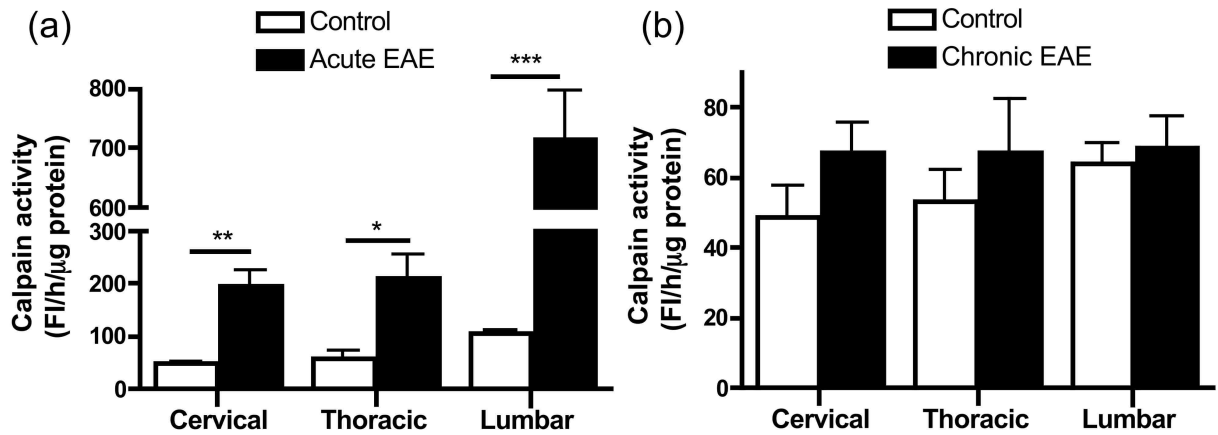 (a)
Control
Acute EAE
Calpain activity
(FI/h/μg protein)
800
700
600
300
200
100
0
**
*
***
Cervical
Thoracic
Lumbar
(b)
Control
Chronic EAE
Calpain activity
(FI/h/μg protein)
80
60
40
20
0
Cervical
Thoracic
Lumbar